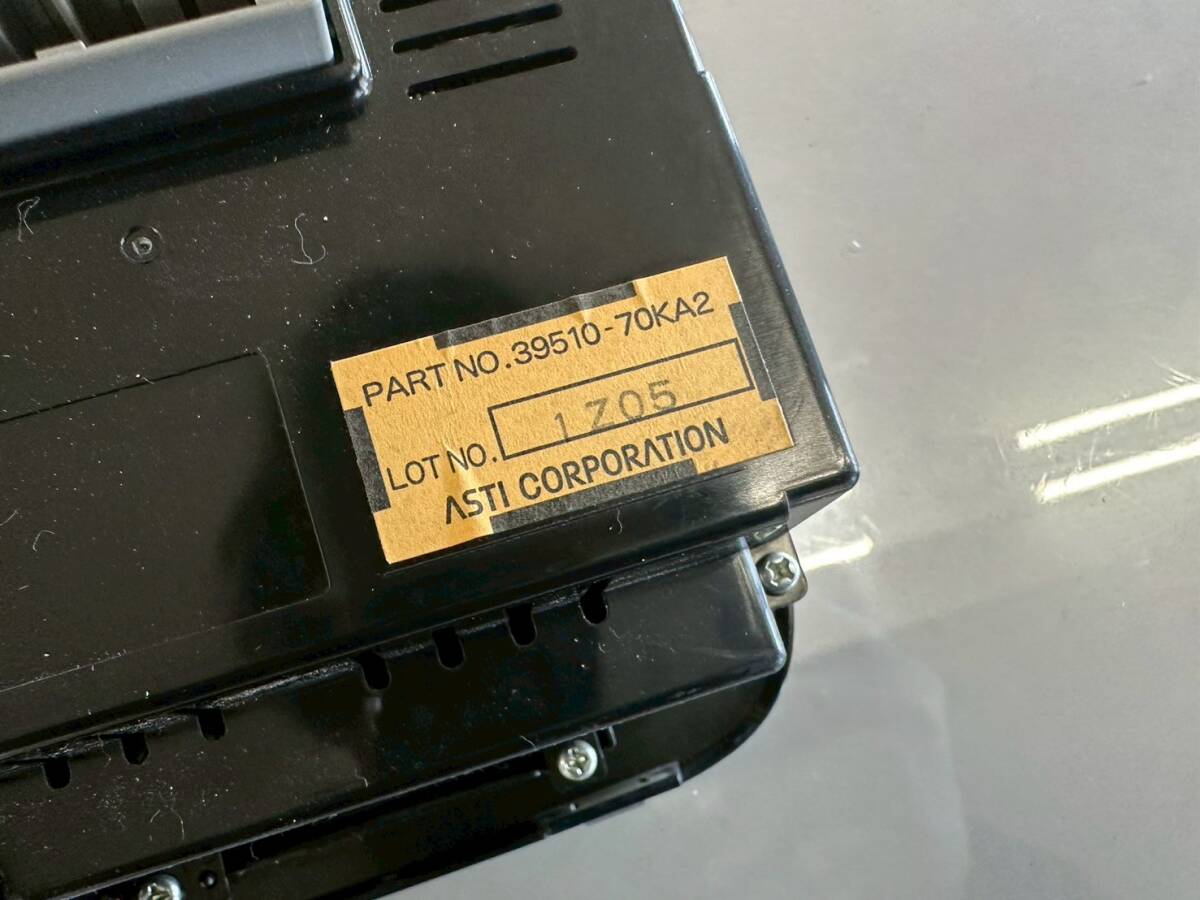 PART NO.39510-70KA2
LOT NO. 1Z05
ASTI CORPORATION